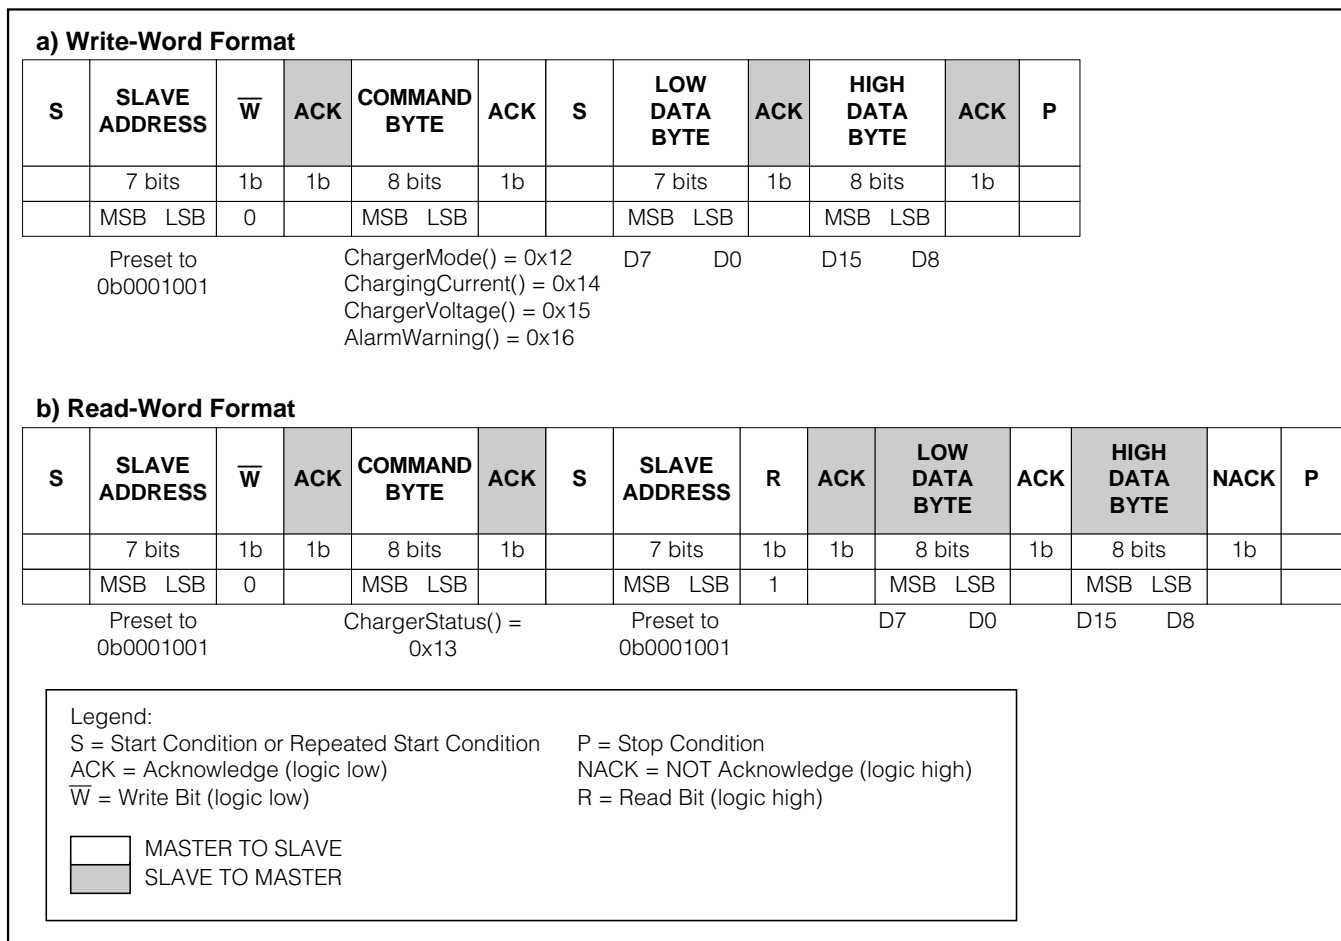 a) Write-Word Format
S SLAVE ADDRESS W̅ ACK COMMAND BYTE ACK S LOW DATA BYTE ACK HIGH DATA BYTE ACK P
7 bits 1b 1b 8 bits 1b 7 bits 1b 8 bits 1b
MSB LSB 0 MSB LSB MSB LSB MSB LSB
Preset to
0b0001001
ChargerMode() = 0x12
ChargingCurrent() = 0x14
ChargerVoltage() = 0x15
AlarmWarning() = 0x16
D7 D0 D15 D8
b) Read-Word Format
S SLAVE ADDRESS W̅ ACK COMMAND BYTE ACK S SLAVE ADDRESS R ACK LOW DATA BYTE ACK HIGH DATA BYTE NACK P
7 bits 1b 1b 8 bits 1b 7 bits 1b 1b 8 bits 1b 8 bits 1b
MSB LSB 0 MSB LSB MSB LSB 1 MSB LSB MSB LSB
Preset to
0b0001001
ChargerStatus() =
0x13
Preset to
0b0001001
D7 D0 D15 D8
Legend:
S = Start Condition or Repeated Start Condition P = Stop Condition
ACK = Acknowledge (logic low) NACK = NOT Acknowledge (logic high)
W̅ = Write Bit (logic low) R = Read Bit (logic high)
MASTER TO SLAVE
SLAVE TO MASTER